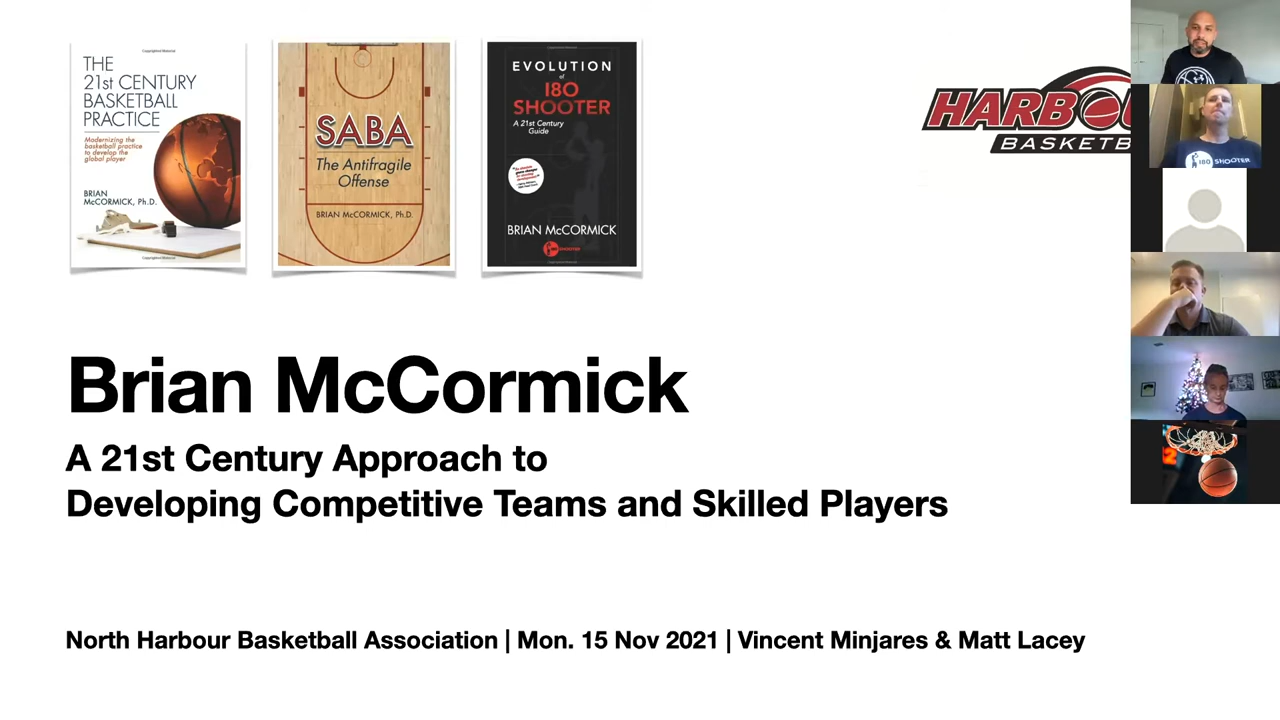 THE
21st CENTURY
BASKETBALL
PRACTICE
Modernizing the
basketball practice
to develop the
global player
BRIAN
McCORMICK, Ph.D.
SABA
The Antifragile
Offense
BRIAN McCORMICK, Ph.D.
EVOLUTION
of
180
SHOOTER
A 21st Century
Guide
BRIAN McCORMICK
HARBO
BASKETB
180 SHOOTER
Brian McCormick
A 21st Century Approach to
Developing Competitive Teams and Skilled Players
North Harbour Basketball Association | Mon. 15 Nov 2021 | Vincent Minjares & Matt Lacey